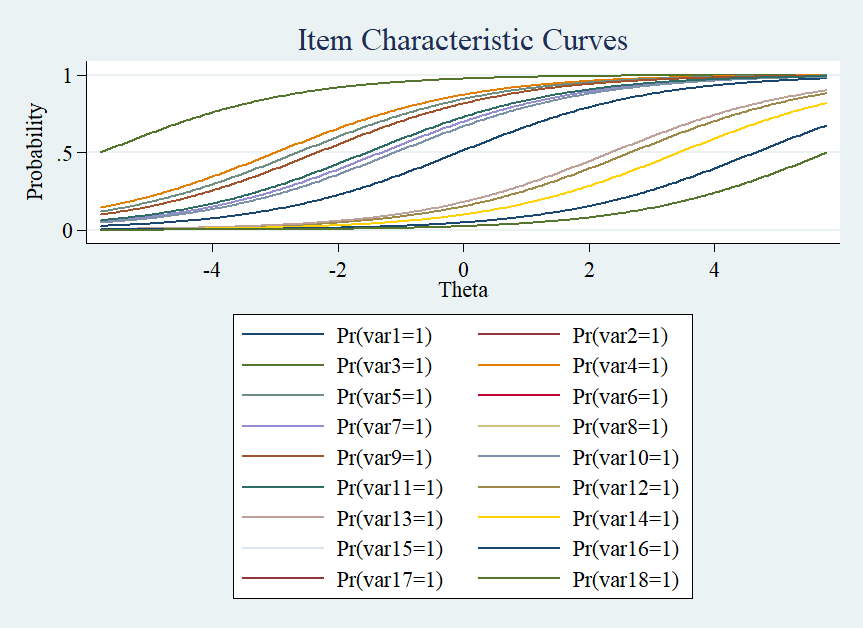 Item Characteristic Curves
Probability
1
.5
0
-4 -2 0 2 4
Theta
Pr(var1=1) Pr(var2=1)
Pr(var3=1) Pr(var4=1)
Pr(var5=1) Pr(var6=1)
Pr(var7=1) Pr(var8=1)
Pr(var9=1) Pr(var10=1)
Pr(var11=1) Pr(var12=1)
Pr(var13=1) Pr(var14=1)
Pr(var15=1) Pr(var16=1)
Pr(var17=1) Pr(var18=1)